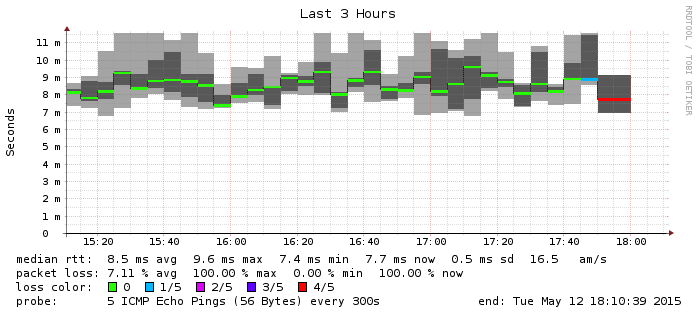 Last 3 Hours
RRDTOOL / TOBI OETIKER
Seconds
11 m
10 m
9 m
8 m
7 m
6 m
5 m
4 m
3 m
2 m
1 m
0
15:20 15:40 16:00 16:20 16:40 17:00 17:20 17:40 18:00
median rtt: 8.5 ms avg 9.6 ms max 7.4 ms min 7.7 ms now 0.5 ms sd 16.5 am/s
packet loss: 7.11 % avg 100.00 % max 0.00 % min 100.00 % now
loss color: 0 1/5 2/5 3/5 4/5
probe: 5 ICMP Echo Pings (56 Bytes) every 300s end: Tue May 12 18:10:39 2015